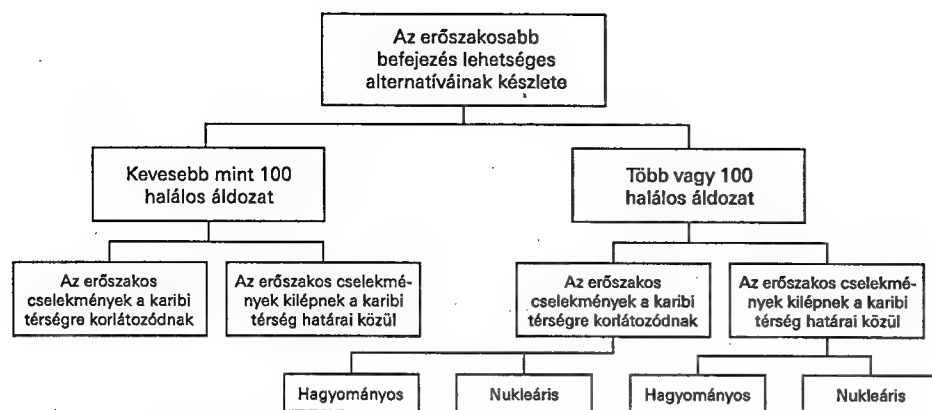 Az erőszakosabb
befejezés lehetséges
alternatíváinak készlete
Kevesebb mint 100
halálos áldozat
Több vagy 100
halálos áldozat
Az erőszakos
cselekmények a karibi
térségre korlátozódnak
Az erőszakos cselekmé-
nyek kilépnek a karibi
térség határai közül
Az erőszakos
cselekmények a karibi
térségre korlátozódnak
Az erőszakos cselekmé-
nyek kilépnek a karibi
térség határai közül
Hagyományos
Nukleáris
Hagyományos
Nukleáris